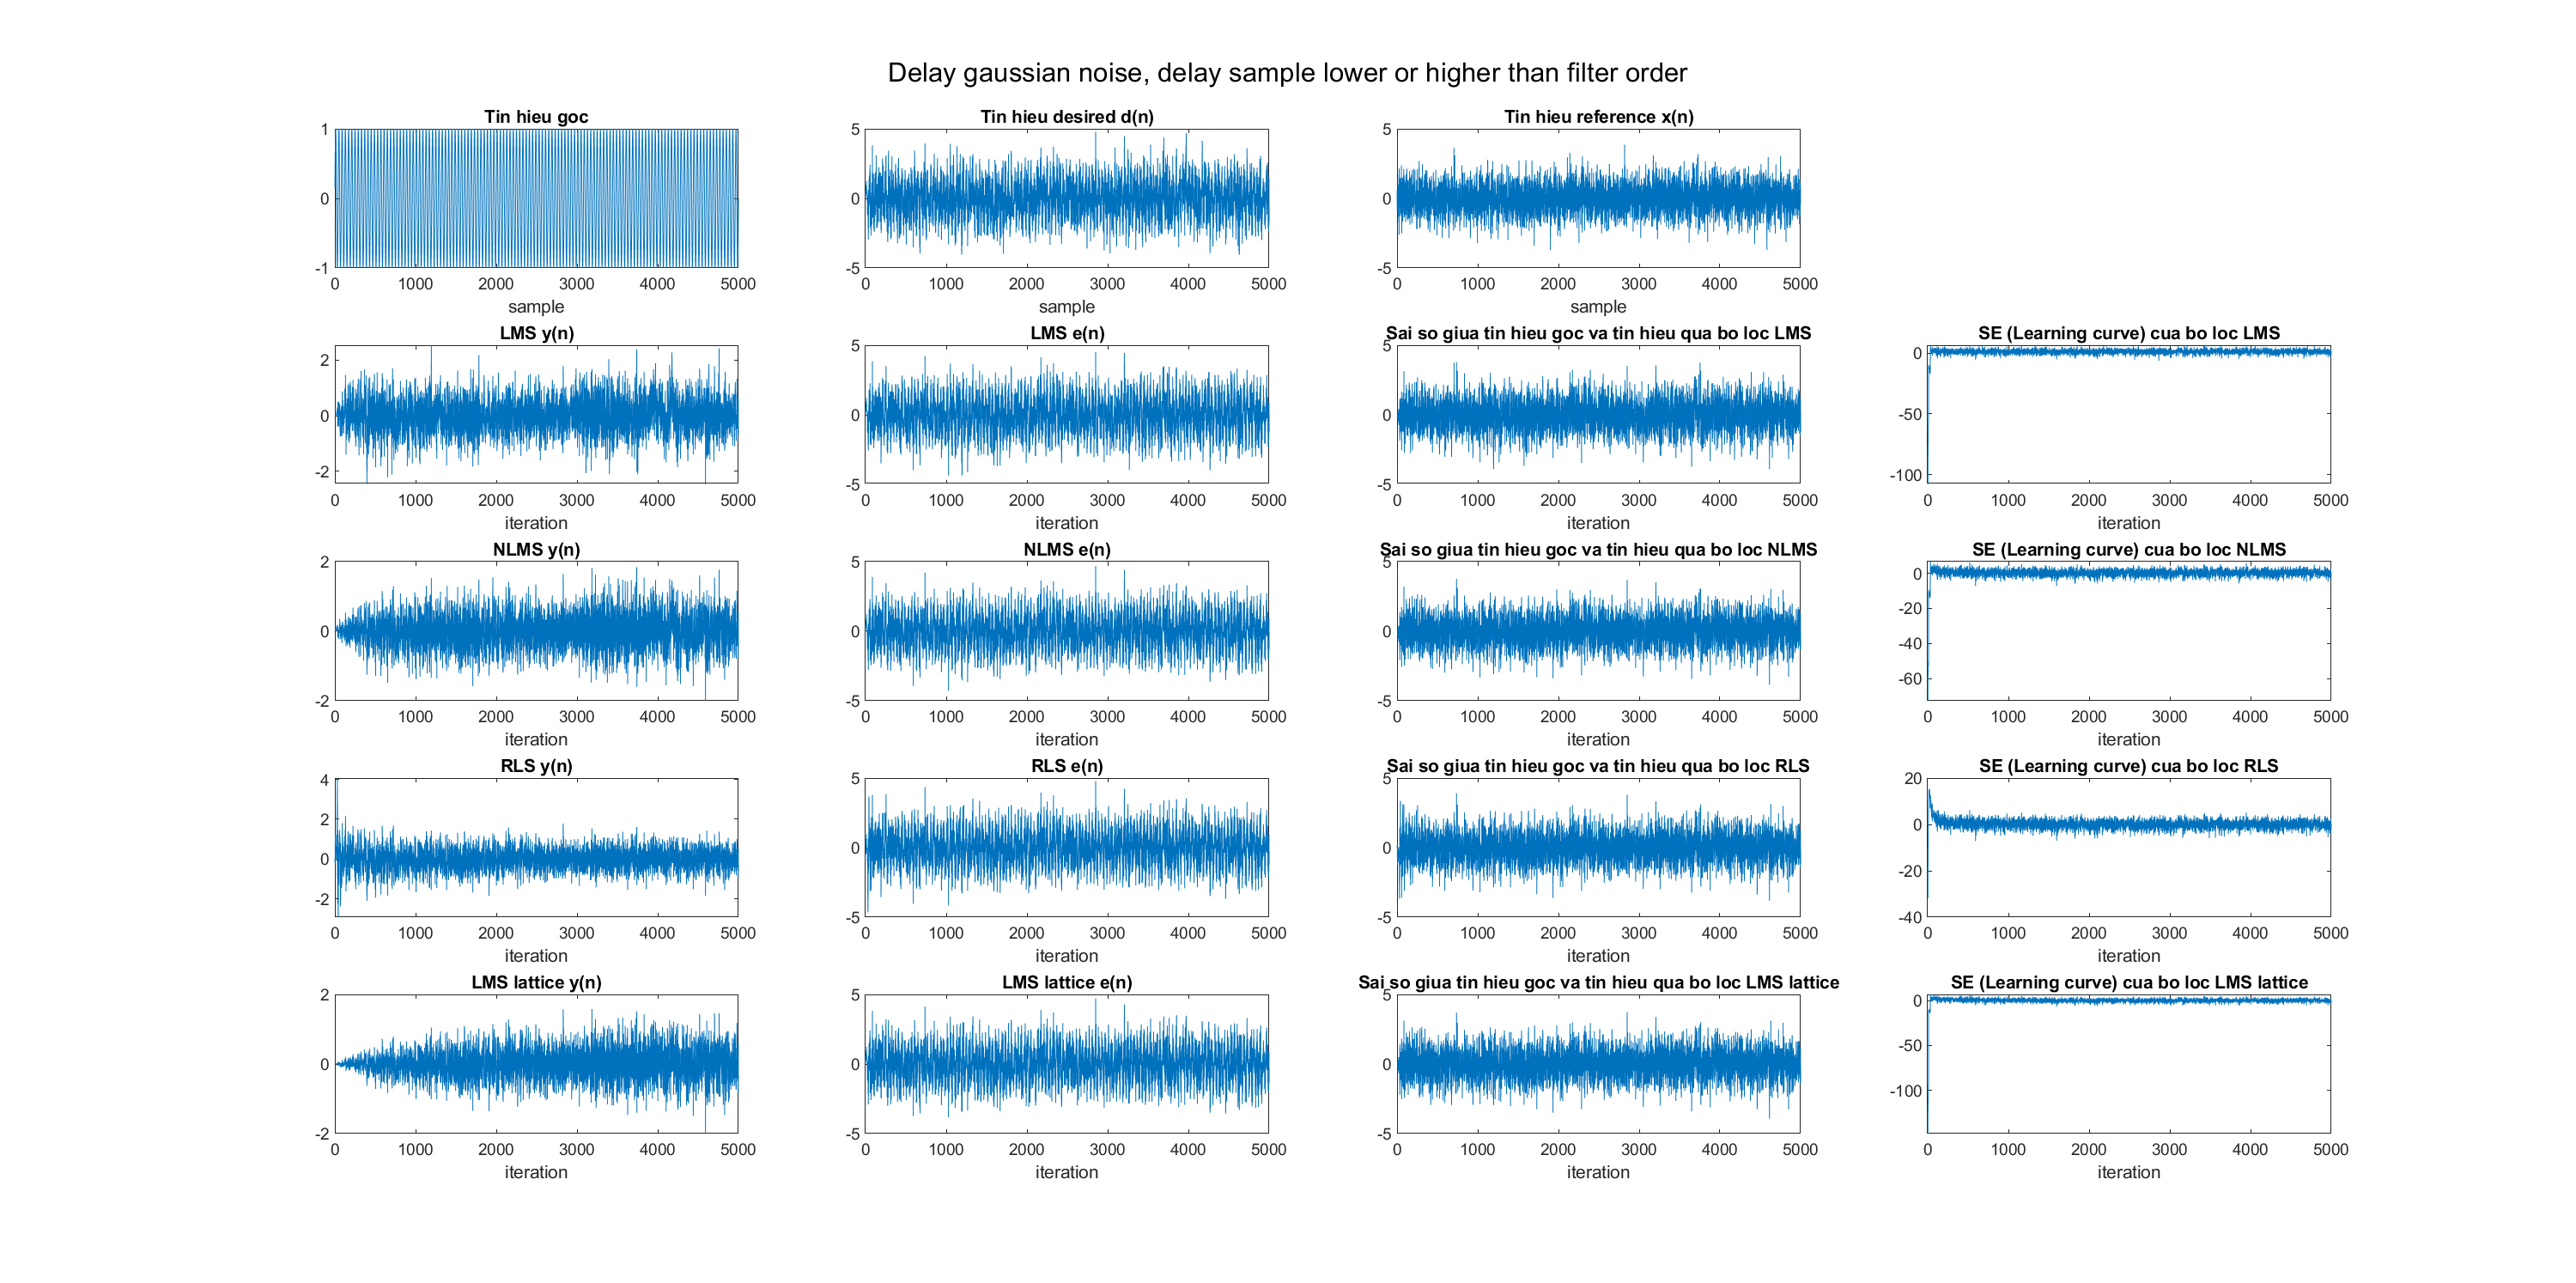 Delay gaussian noise, delay sample lower or higher than filter order
Tin hieu goc
1
0
-1
0 1000 2000 3000 4000 5000
sample
Tin hieu desired d(n)
5
0
-5
0 1000 2000 3000 4000 5000
sample
Tin hieu reference x(n)
5
0
-5
0 1000 2000 3000 4000 5000
sample
LMS y(n)
2
0
-2
0 1000 2000 3000 4000 5000
iteration
LMS e(n)
5
0
-5
0 1000 2000 3000 4000 5000
iteration
Sai so giua tin hieu goc va tin hieu qua bo loc LMS
5
0
-5
0 1000 2000 3000 4000 5000
iteration
SE (Learning curve) cua bo loc LMS
0
-50
-100
0 1000 2000 3000 4000 5000
iteration
NLMS y(n)
2
0
-2
0 1000 2000 3000 4000 5000
iteration
NLMS e(n)
5
0
-5
0 1000 2000 3000 4000 5000
iteration
Sai so giua tin hieu goc va tin hieu qua bo loc NLMS
5
0
-5
0 1000 2000 3000 4000 5000
iteration
SE (Learning curve) cua bo loc NLMS
0
-20
-40
-60
0 1000 2000 3000 4000 5000
iteration
RLS y(n)
4
2
0
-2
0 1000 2000 3000 4000 5000
iteration
RLS e(n)
5
0
-5
0 1000 2000 3000 4000 5000
iteration
Sai so giua tin hieu goc va tin hieu qua bo loc RLS
5
0
-5
0 1000 2000 3000 4000 5000
iteration
SE (Learning curve) cua bo loc RLS
20
0
-20
-40
0 1000 2000 3000 4000 5000
iteration
LMS lattice y(n)
2
0
-2
0 1000 2000 3000 4000 5000
iteration
LMS lattice e(n)
5
0
-5
0 1000 2000 3000 4000 5000
iteration
Sai so giua tin hieu goc va tin hieu qua bo loc LMS lattice
5
0
-5
0 1000 2000 3000 4000 5000
iteration
SE (Learning curve) cua bo loc LMS lattice
0
-50
-100
0 1000 2000 3000 4000 5000
iteration